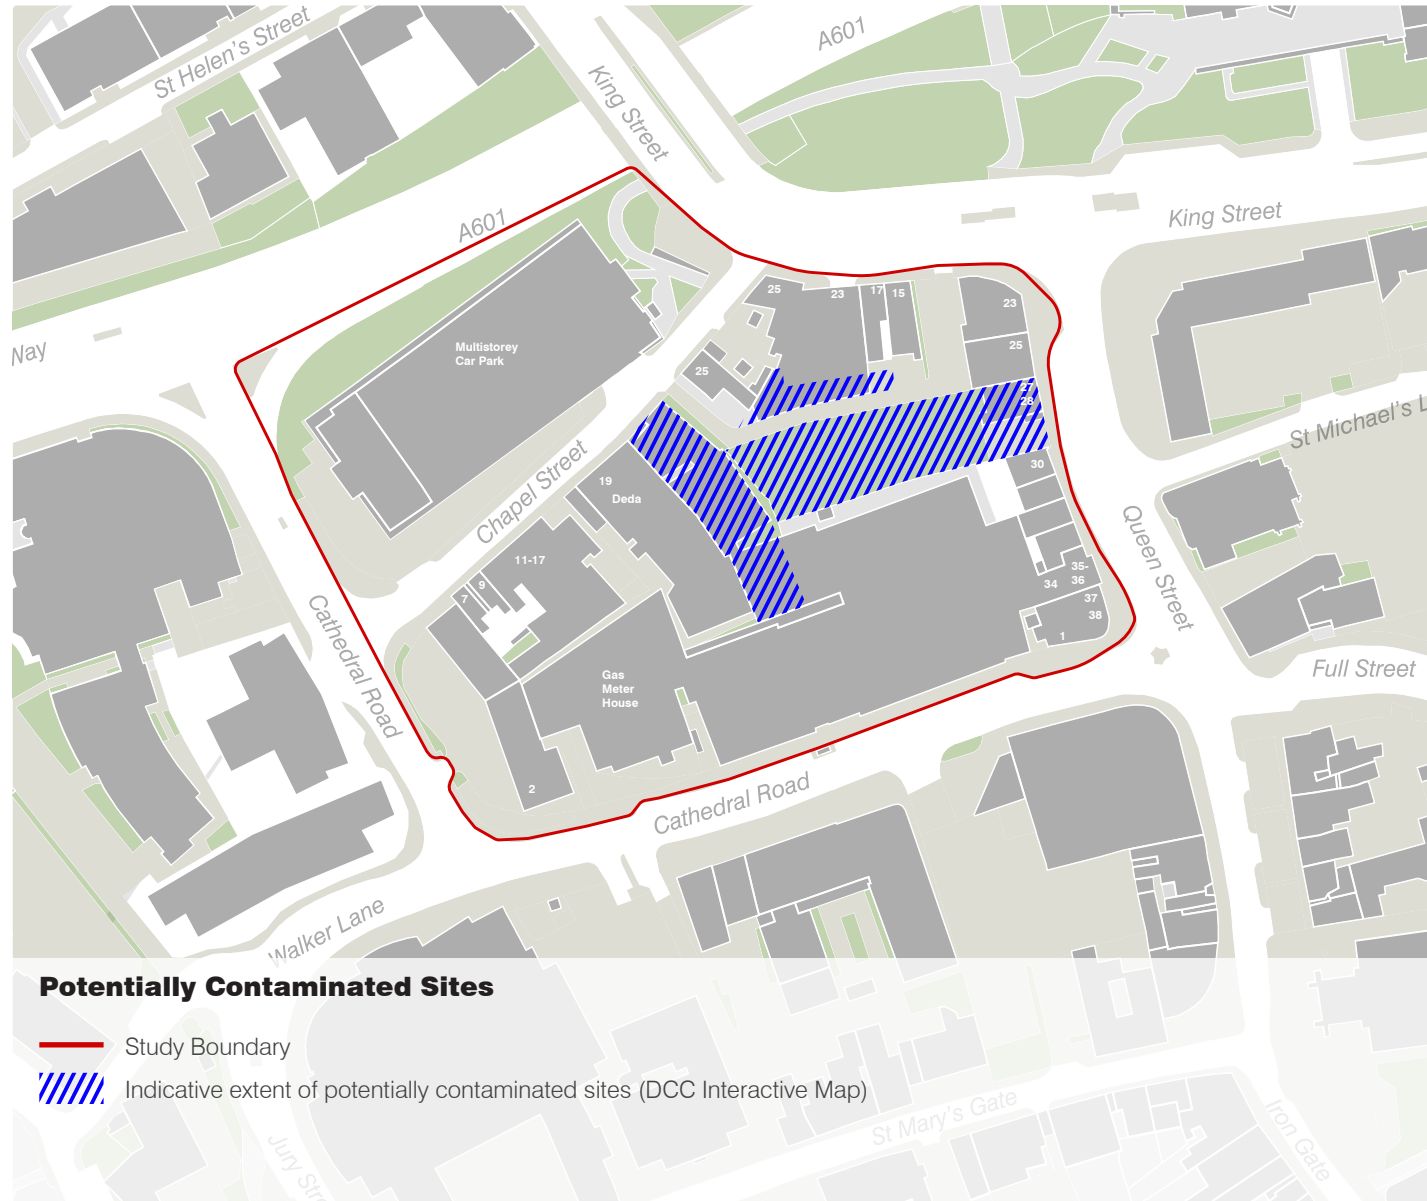 St Helen's Street
A601
King Street
A601
King Street
Way
Multistorey
Car Park
25
23
17
15
23
25
25
27
28
St Michael's L
Chapel Street
19
Deda
30
Queen Street
11-17
9
7
34
35-
36
37
38
1
Cathedral Road
Gas
Meter
House
2
Full Street
Cathedral Road
Walker Lane
Potentially Contaminated Sites
Study Boundary
Indicative extent of potentially contaminated sites (DCC Interactive Map)
St Mary's Gate
Iron Gate
Jury Stre